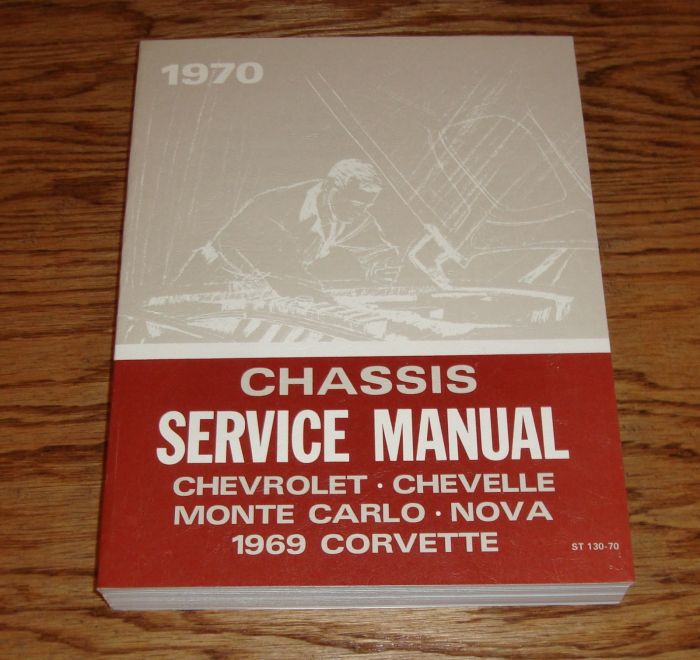 1970
CHASSIS
SERVICE MANUAL
CHEVROLET · CHEVELLE
MONTE CARLO · NOVA
1969 CORVETTE
ST 130-70